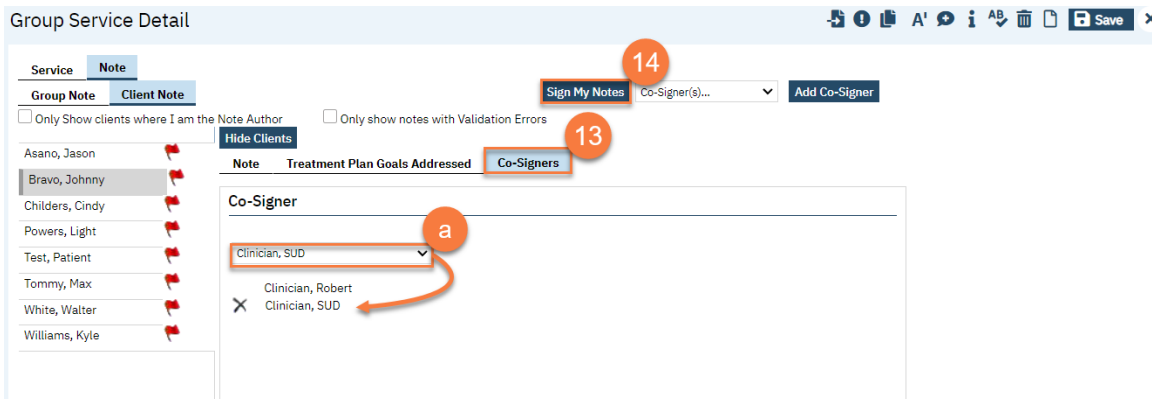 Group Service Detail
Save
Service Note
14
Group Note Client Note
Sign My Notes Co-Signer(s)... Add Co-Signer
Only Show clients where I am the Note Author Only show notes with Validation Errors
13
Hide Clients
Note Treatment Plan Goals Addressed Co-Signers
Asano, Jason
Bravo, Johnny
Childers, Cindy
Powers, Light
Test, Patient
Tommy, Max
White, Walter
Williams, Kyle
Co-Signer
a
Clinician, SUD
Clinician, Robert
Clinician, SUD